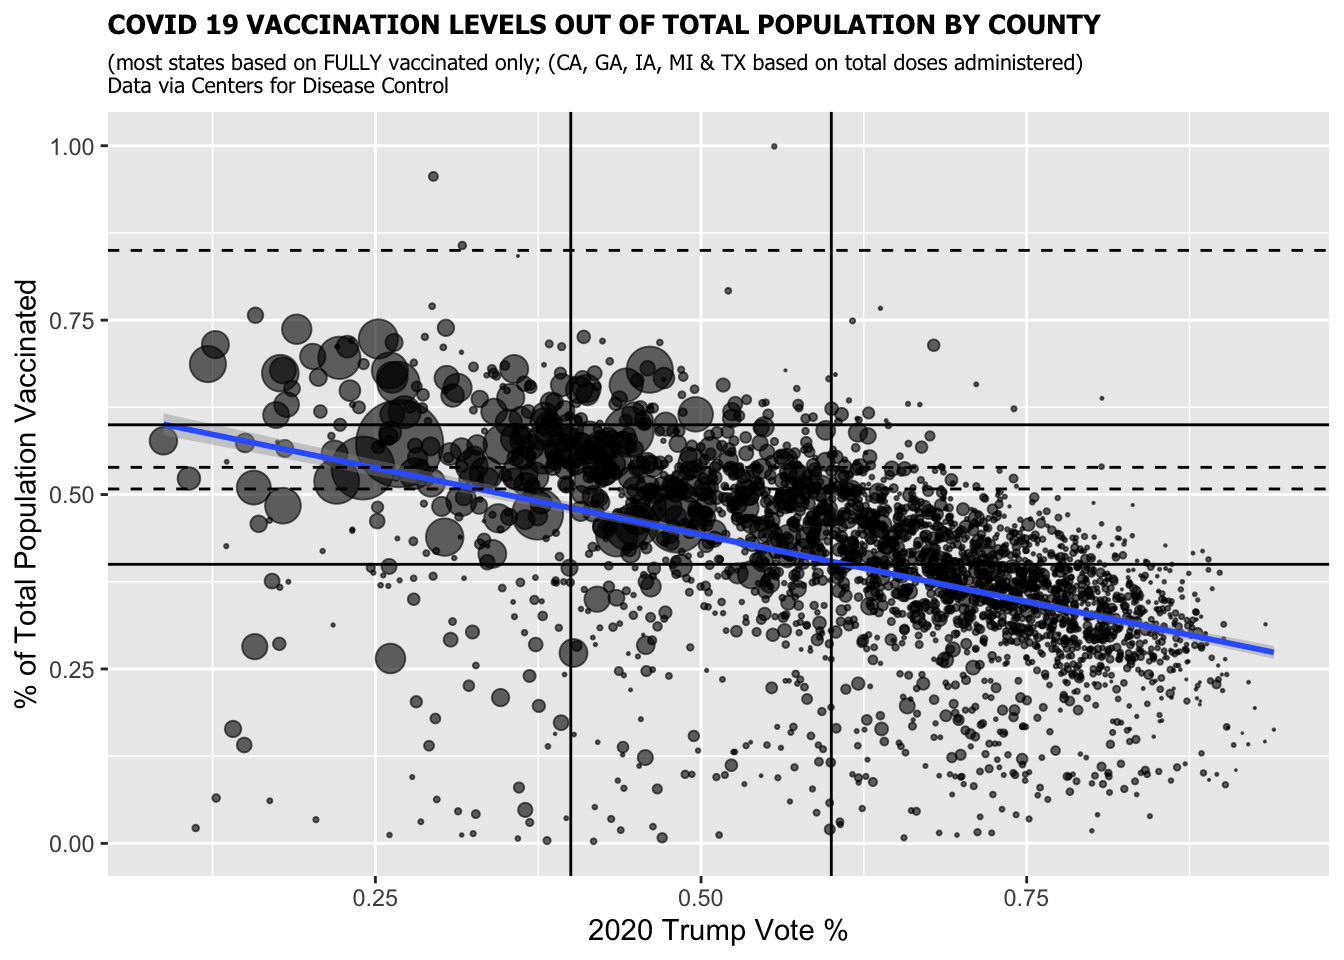 COVID 19 VACCINATION LEVELS OUT OF TOTAL POPULATION BY COUNTY
(most states based on FULLY vaccinated only; (CA, GA, IA, MI & TX based on total doses administered)
Data via Centers for Disease Control
% of Total Population Vaccinated
1.00
0.75
0.50
0.25
0.00
0.25
0.50
0.75
2020 Trump Vote %